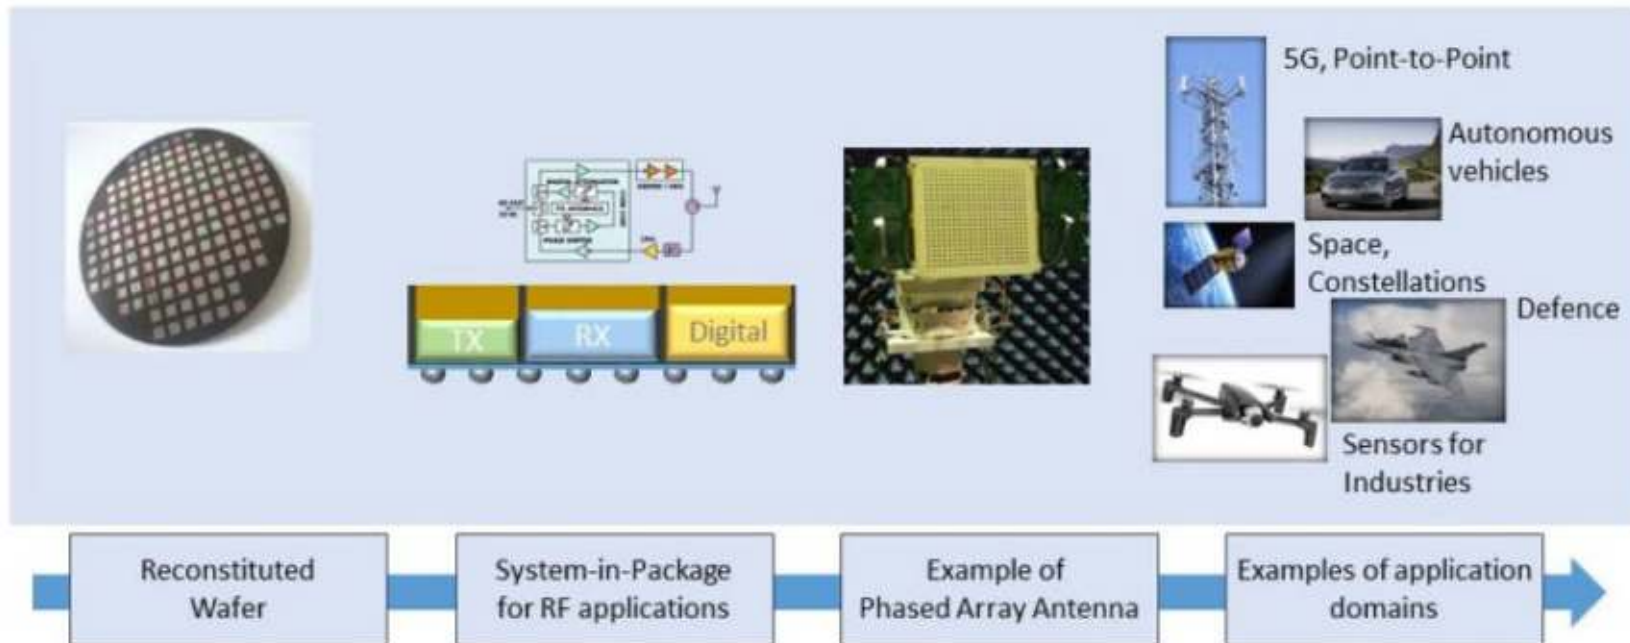 5G, Point-to-Point
Autonomous
vehicles
Space,
Constellations
Defence
Sensors for
Industries
TX
RX
Digital
Reconstituted
Wafer
System-in-Package
for RF applications
Example of
Phased Array Antenna
Examples of application
domains